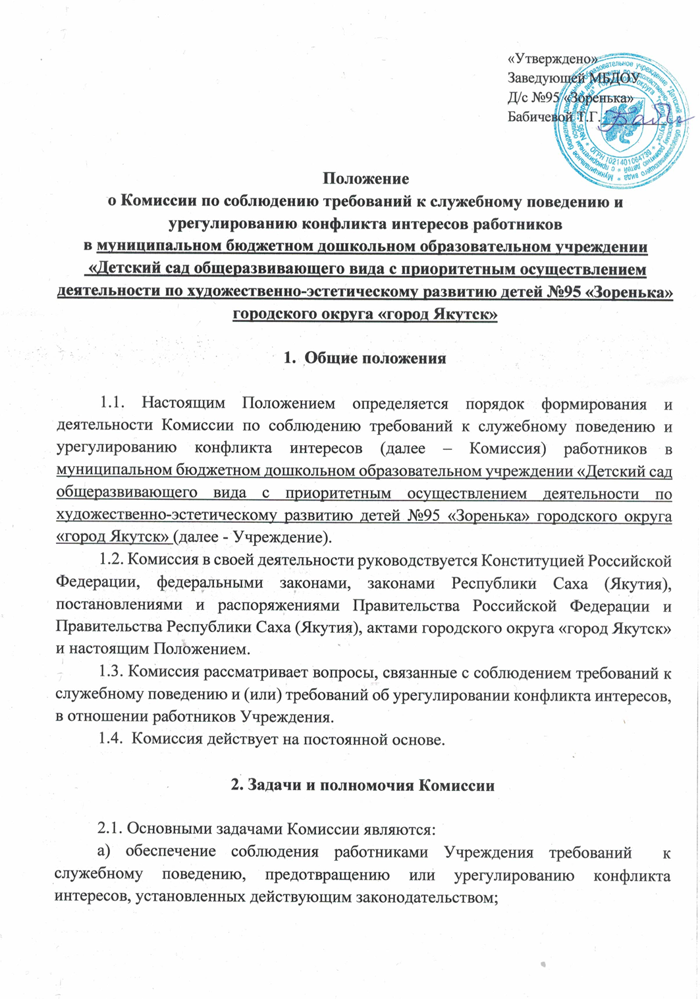 «Утверждено»
Заведующей МБДОУ
Д/с №95 «Зоренька»
Бабичевой Т.Г.
ОГРН 1021401064739
Положение
о Комиссии по соблюдению требований к служебному поведению и
урегулированию конфликта интересов работников
в муниципальном бюджетном дошкольном образовательном учреждении
«Детский сад общеразвивающего вида с приоритетным осуществлением
деятельности по художественно-эстетическому развитию детей №95 «Зоренька»
городского округа «город Якутск»
1. Общие положения
1.1. Настоящим Положением определяется порядок формирования и
деятельности Комиссии по соблюдению требований к служебному поведению и
урегулированию конфликта интересов (далее – Комиссия) работников в
муниципальном бюджетном дошкольном образовательном учреждении «Детский сад
общеразвивающего вида с приоритетным осуществлением деятельности по
художественно-эстетическому развитию детей №95 «Зоренька» городского округа
«город Якутск» (далее - Учреждение).
1.2. Комиссия в своей деятельности руководствуется Конституцией Российской
Федерации, федеральными законами, законами Республики Саха (Якутия),
постановлениями и распоряжениями Правительства Российской Федерации и
Правительства Республики Саха (Якутия), актами городского округа «город Якутск»
и настоящим Положением.
1.3. Комиссия рассматривает вопросы, связанные с соблюдением требований к
служебному поведению и (или) требований об урегулировании конфликта интересов,
в отношении работников Учреждения.
1.4. Комиссия действует на постоянной основе.
2. Задачи и полномочия Комиссии
2.1. Основными задачами Комиссии являются:
а) обеспечение соблюдения работниками Учреждения требований к
служебному поведению, предотвращению или урегулированию конфликта
интересов, установленных действующим законодательством;